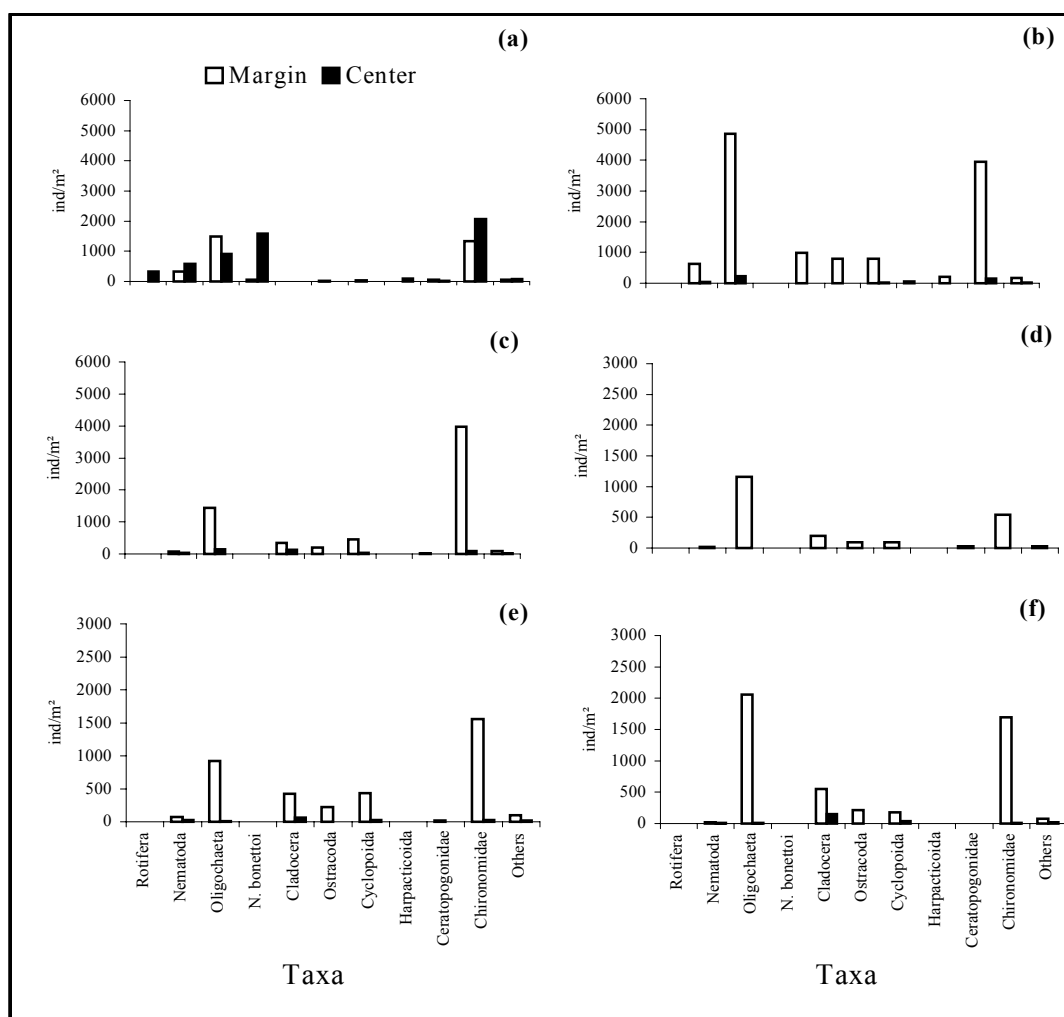 (a)
Margin Center
6000
5000
4000
3000
2000
1000
0
ind/m²
(b)
6000
5000
4000
3000
2000
1000
0
ind/m²
(c)
6000
5000
4000
3000
2000
1000
0
ind/m²
(d)
3000
2500
2000
1500
1000
500
0
ind/m²
(e)
3000
2500
2000
1500
1000
500
0
ind/m²
Rotifera
Nematoda
Oligochaeta
N. bonettoi
Cladocera
Ostracoda
Cyclopoida
Harpacticoida
Ceratopogonidae
Chironomidae
Others
Taxa
(f)
3000
2500
2000
1500
1000
500
0
ind/m²
Rotifera
Nematoda
Oligochaeta
N. bonettoi
Cladocera
Ostracoda
Cyclopoida
Harpacticoida
Ceratopogonidae
Chironomidae
Others
Taxa